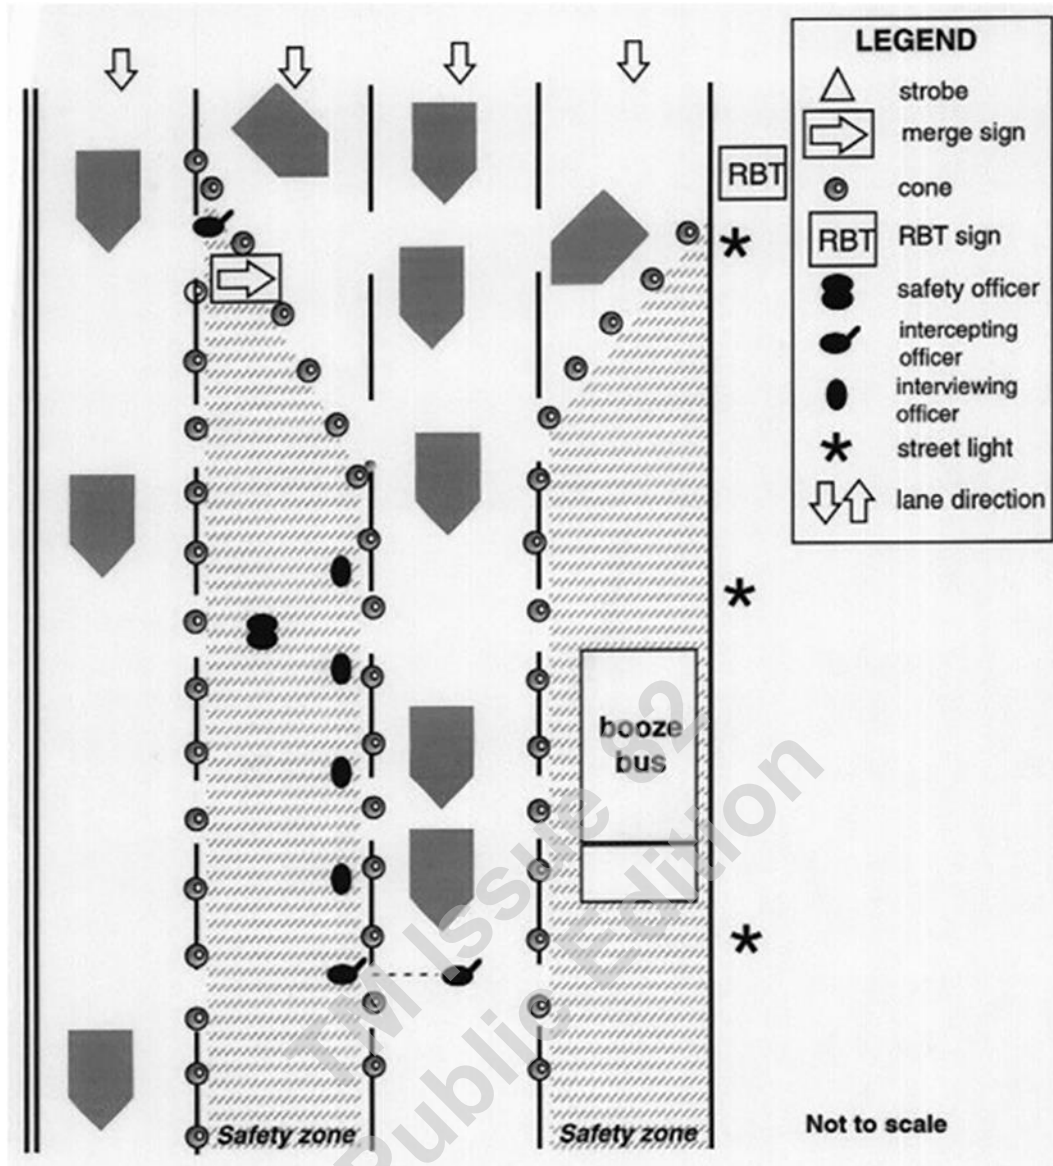 LEGEND
strobe
merge sign
cone
RBT
RBT
RBT sign
safety officer
intercepting
officer
interviewing
officer
street light
lane direction
booze
bus
TM Issue 62
Public Edition
Safety zone
Safety zone
Not to scale